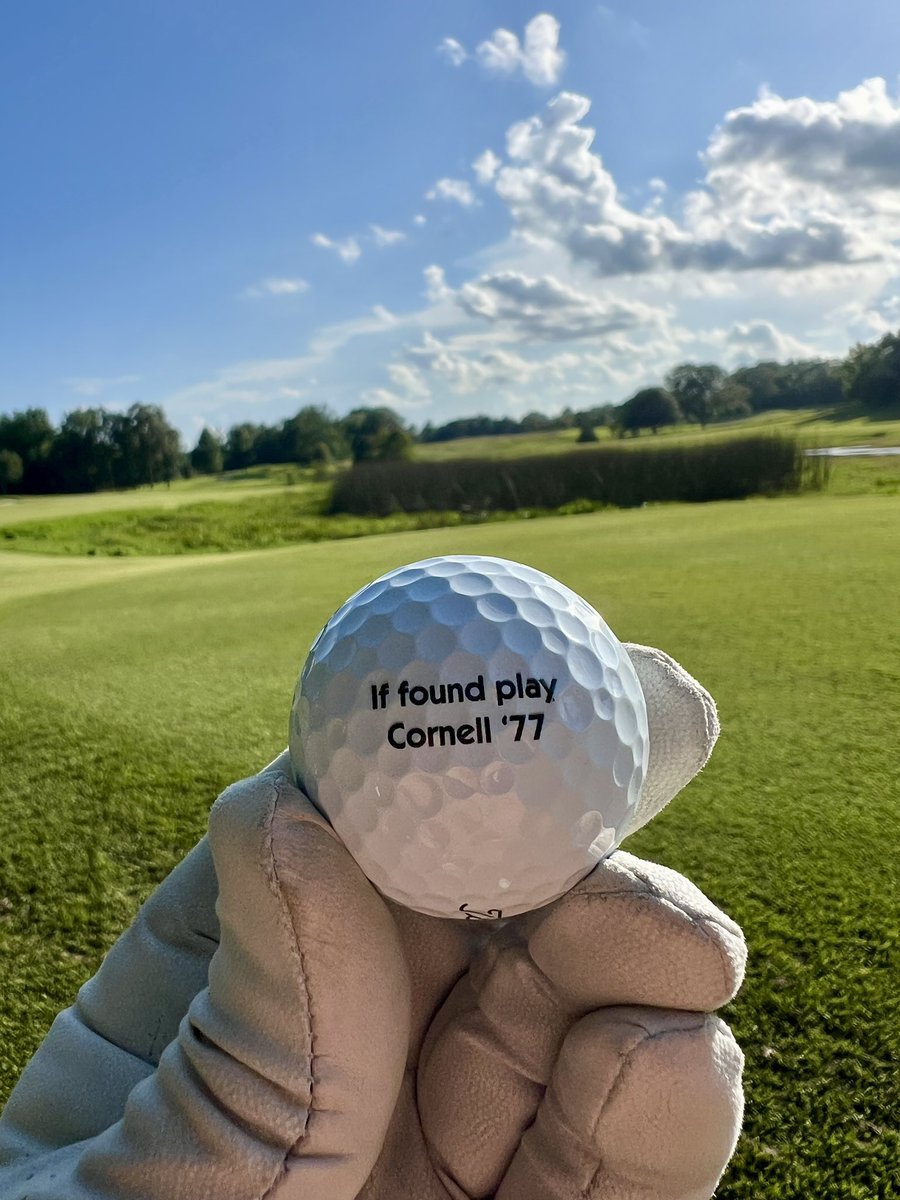 If found play
Cornell ‘77